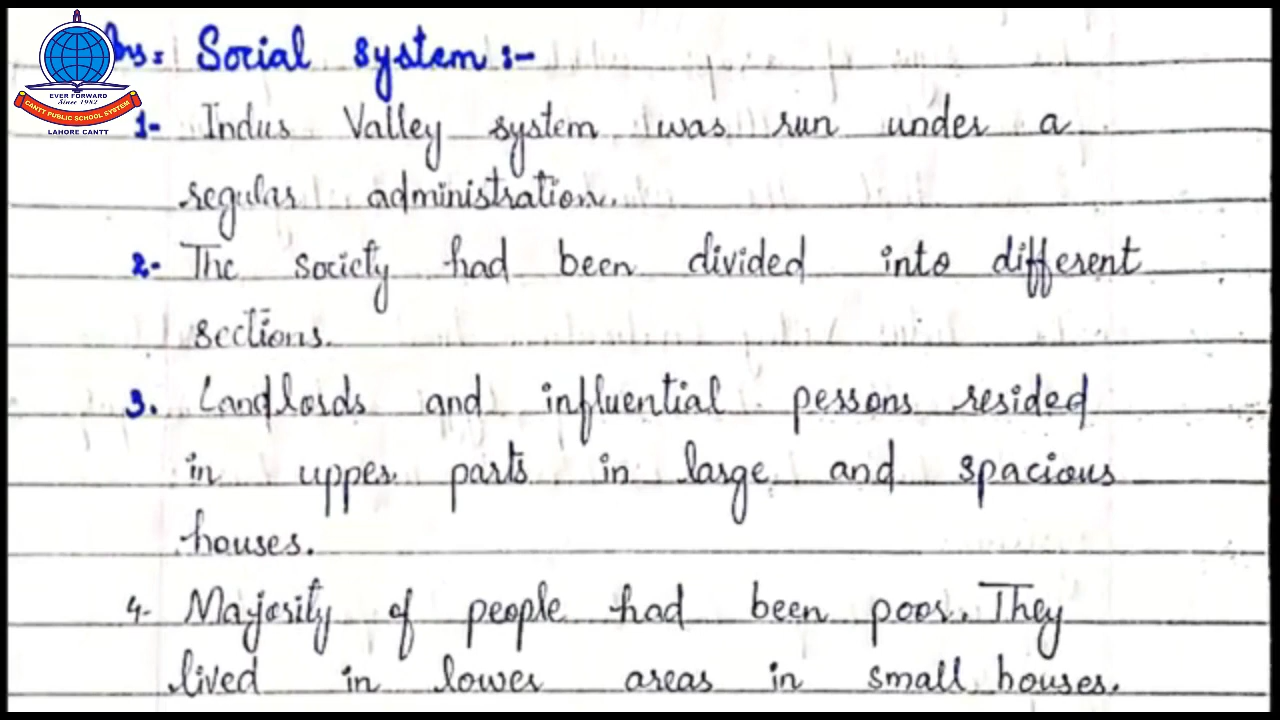 Ans: Social system :-
EVER FORWARD
Since 1982
CANTT PUBLIC SCHOOL SYSTEM
LAHORE CANTT
1- Indus Valley system was run under a
regular administration.
2- The society had been divided into different
sections.
3. Landlords and influential persons resided
in upper parts in large and spacious
houses.
4- Majority of people had been poor. They
lived in lower areas in small houses.